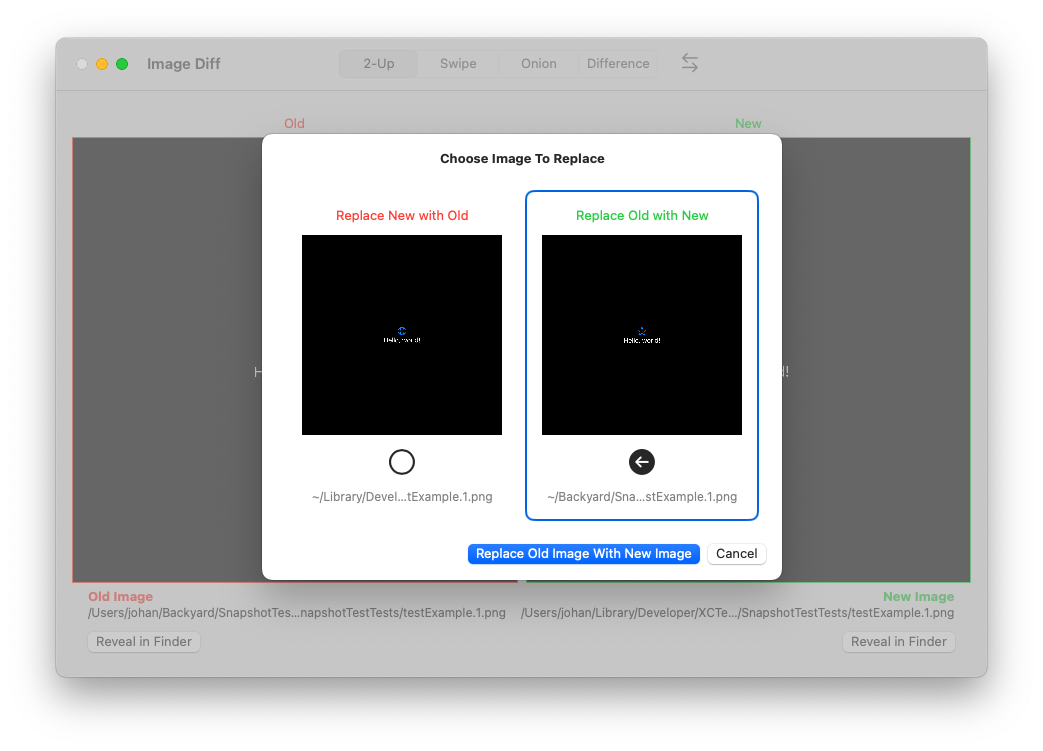 Image Diff
2-Up
Swipe
Onion
Difference
Old
New
Choose Image To Replace
Replace New with Old
Replace Old with New
Hello, world!
Hello, world!
~/Library/Devel...tExample.1.png
~/Backyard/Sna...stExample.1.png
Replace Old Image With New Image
Cancel
Old Image
New Image
/Users/johan/Backyard/SnapshotTes...napshotTestTests/testExample.1.png
/Users/johan/Library/Developer/XCTe.../SnapshotTestTests/testExample.1.png
Reveal in Finder
Reveal in Finder